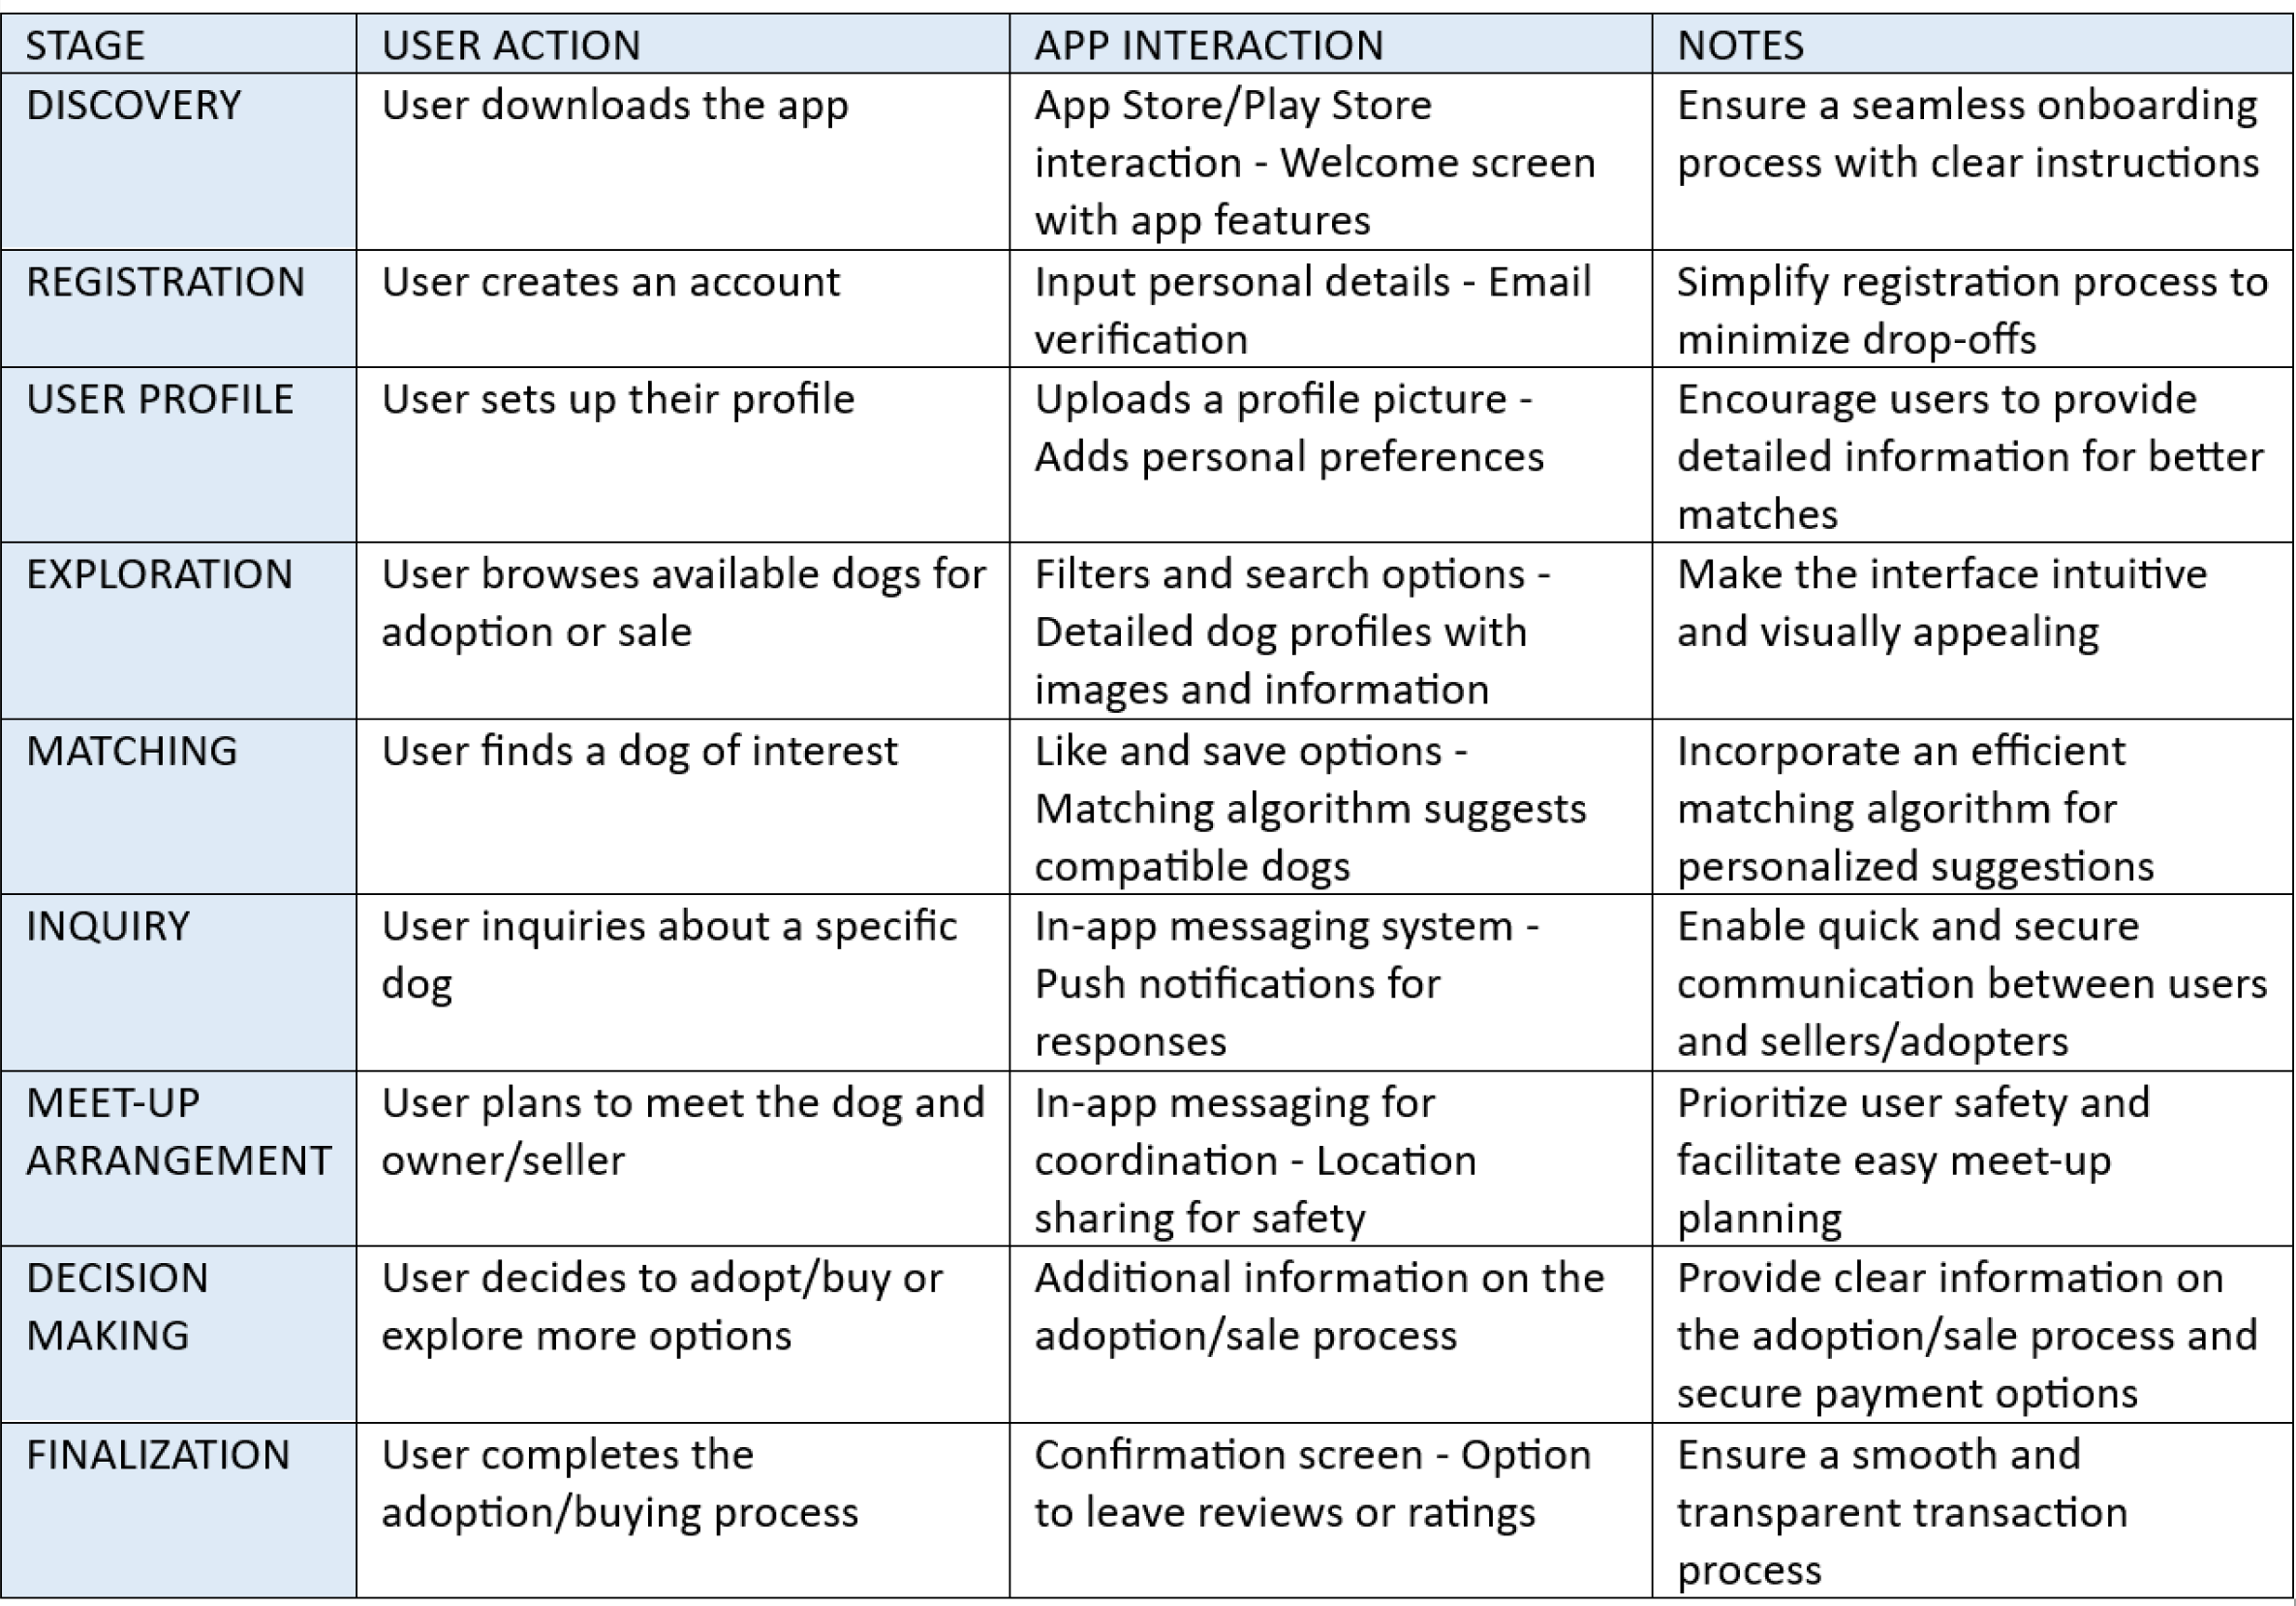 STAGE
USER ACTION
APP INTERACTION
NOTES
DISCOVERY
User downloads the app
App Store/Play Store
interaction - Welcome screen
with app features
Ensure a seamless onboarding
process with clear instructions
REGISTRATION
User creates an account
Input personal details - Email
verification
Simplify registration process to
minimize drop-offs
USER PROFILE
User sets up their profile
Uploads a profile picture -
Adds personal preferences
Encourage users to provide
detailed information for better
matches
EXPLORATION
User browses available dogs for
adoption or sale
Filters and search options -
Detailed dog profiles with
images and information
Make the interface intuitive
and visually appealing
MATCHING
User finds a dog of interest
Like and save options -
Matching algorithm suggests
compatible dogs
Incorporate an efficient
matching algorithm for
personalized suggestions
INQUIRY
User inquiries about a specific
dog
In-app messaging system -
Push notifications for
responses
Enable quick and secure
communication between users
and sellers/adopters
MEET-UP
ARRANGEMENT
User plans to meet the dog and
owner/seller
In-app messaging for
coordination - Location
sharing for safety
Prioritize user safety and
facilitate easy meet-up
planning
DECISION
MAKING
User decides to adopt/buy or
explore more options
Additional information on the
adoption/sale process
Provide clear information on
the adoption/sale process and
secure payment options
FINALIZATION
User completes the
adoption/buying process
Confirmation screen - Option
to leave reviews or ratings
Ensure a smooth and
transparent transaction
process